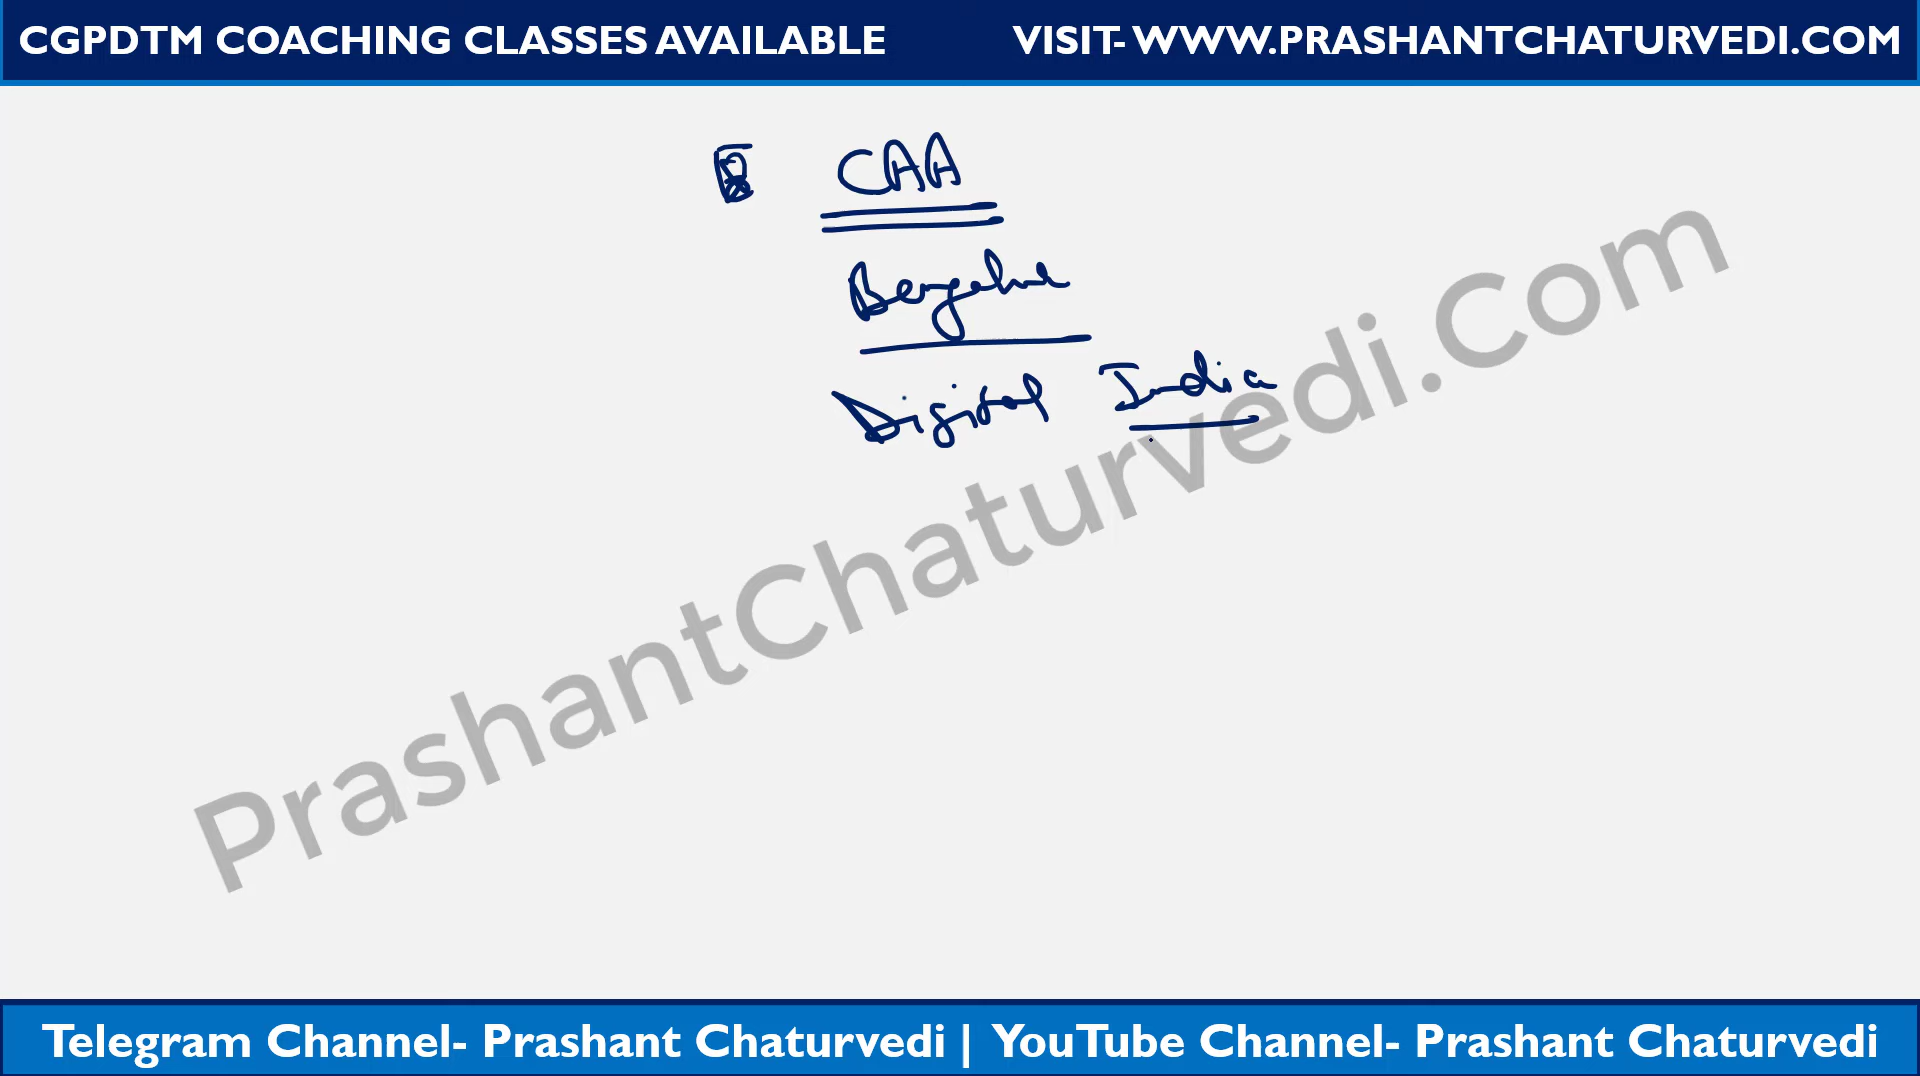 CGPDTM COACHING CLASSES AVAILABLE VISIT- WWW.PRASHANTCHATURVEDI.COM
CAA
Digital India
PrashantChaturvedi.Com
Telegram Channel- Prashant Chaturvedi | YouTube Channel- Prashant Chaturvedi